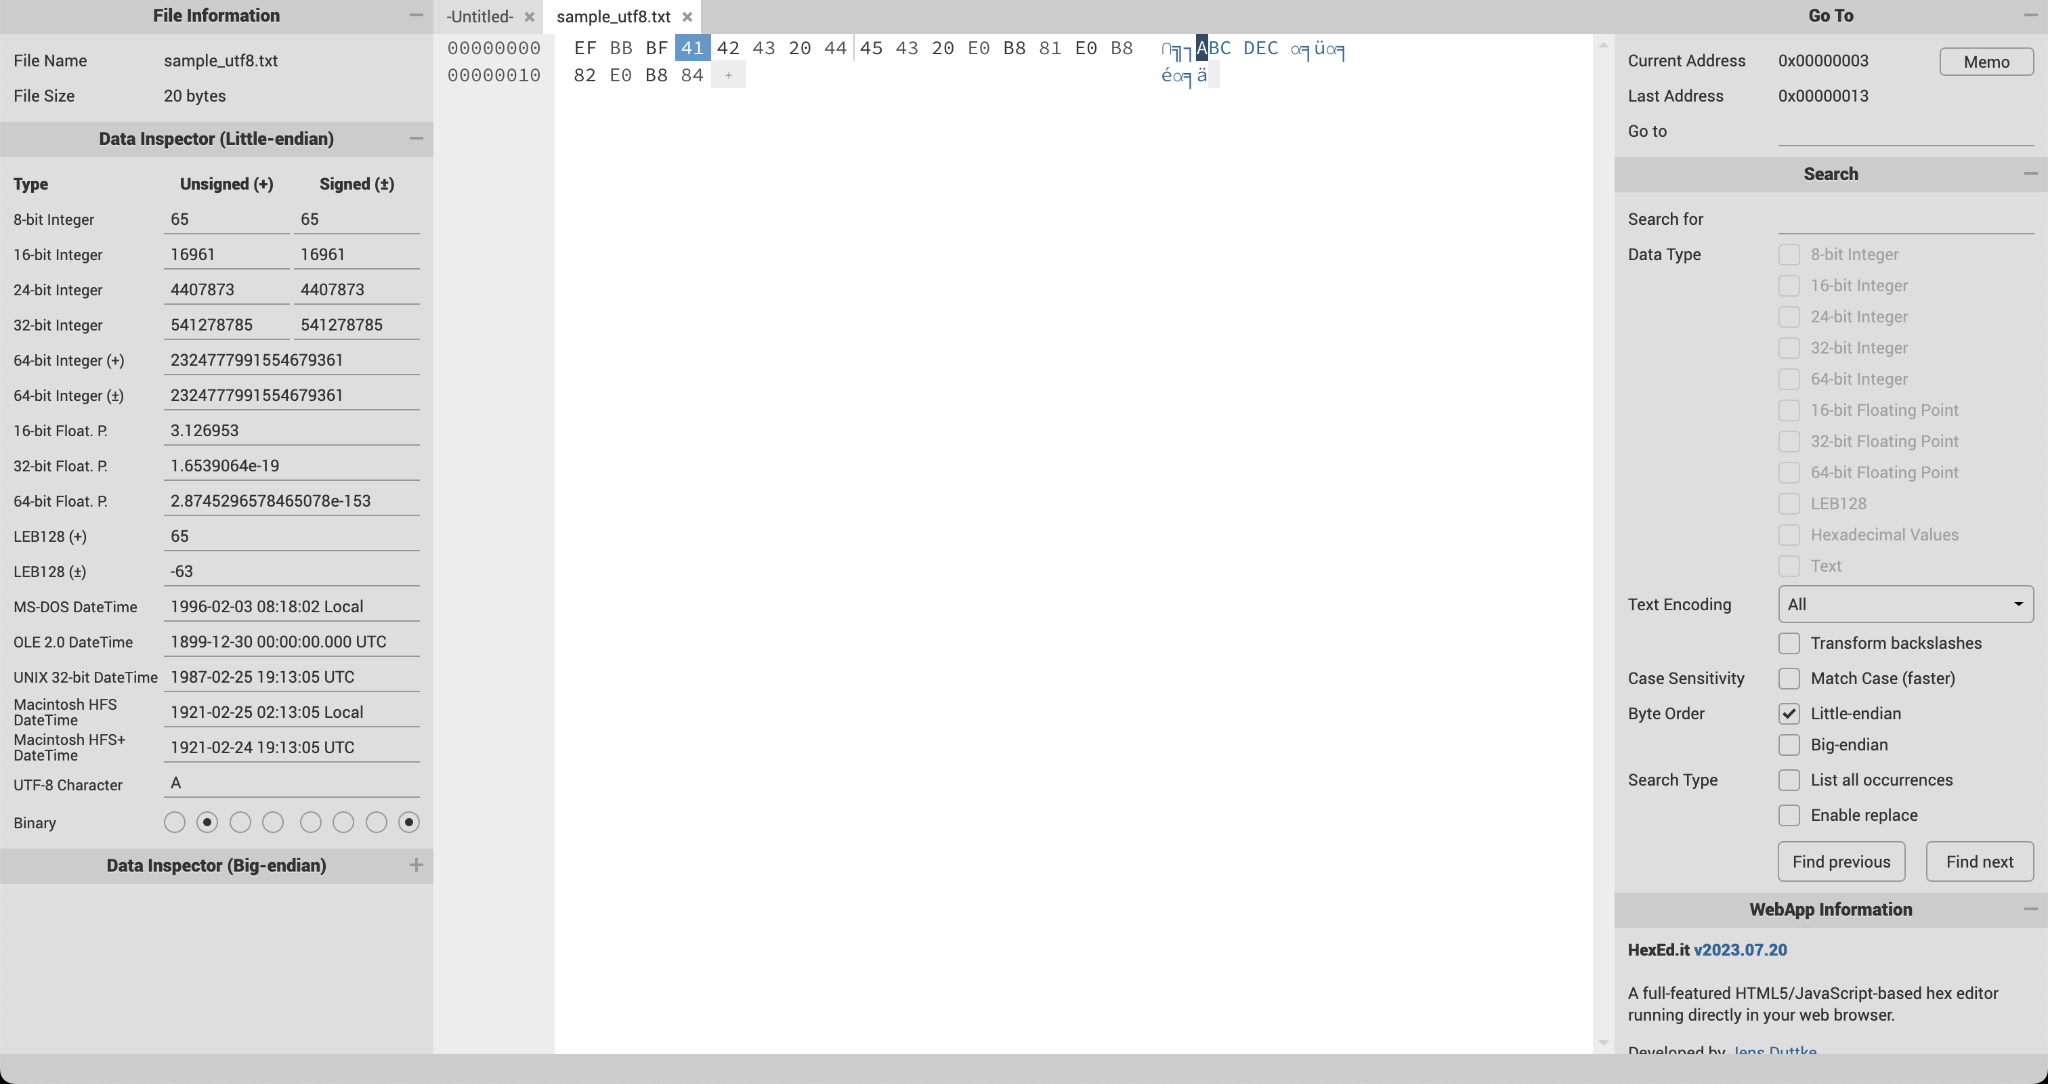 File Information
File Name sample_utf8.txt
File Size 20 bytes
Data Inspector (Little-endian)
Type Unsigned (+) Signed (±)
8-bit Integer 65 65
16-bit Integer 16961 16961
24-bit Integer 4407873 4407873
32-bit Integer 541278785 541278785
64-bit Integer (+) 2324777991554679361
64-bit Integer (±) 2324777991554679361
16-bit Float. P. 3.126953
32-bit Float. P. 1.6539064e-19
64-bit Float. P. 2.8745296578465078e-153
LEB128 (+) 65
LEB128 (±) -63
MS-DOS DateTime 1996-02-03 08:18:02 Local
OLE 2.0 DateTime 1899-12-30 00:00:00.000 UTC
UNIX 32-bit DateTime 1987-02-25 19:13:05 UTC
Macintosh HFS
DateTime 1921-02-25 02:13:05 Local
Macintosh HFS+
DateTime 1921-02-24 19:13:05 UTC
UTF-8 Character A
Binary
Data Inspector (Big-endian)
-Untitled- × sample_utf8.txt ×
00000000 EF BB BF 41 42 43 20 44 45 43 20 E0 B8 81 E0 B8 ∩╗┐ABC DEC α╕üα╕
00000010 82 E0 B8 84 + éα╕ä
Go To
Current Address 0x00000003 Memo
Last Address 0x00000013
Go to
Search
Search for
Data Type 8-bit Integer
16-bit Integer
24-bit Integer
32-bit Integer
64-bit Integer
16-bit Floating Point
32-bit Floating Point
64-bit Floating Point
LEB128
Hexadecimal Values
Text
Text Encoding All
Transform backslashes
Case Sensitivity Match Case (faster)
Byte Order Little-endian
Big-endian
Search Type List all occurrences
Enable replace
Find previous Find next
WebApp Information
HexEd.it v2023.07.20
A full-featured HTML5/JavaScript-based hex editor
running directly in your web browser.
Developed by Jens Duttke